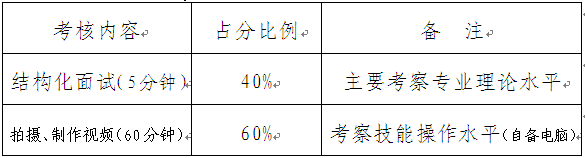 考核内容 占分比例 备 注
结构化面试(5分钟) 40% 主要考察专业理论水平
拍摄、制作视频(60分钟) 60% 考察技能操作水平(自备电脑)